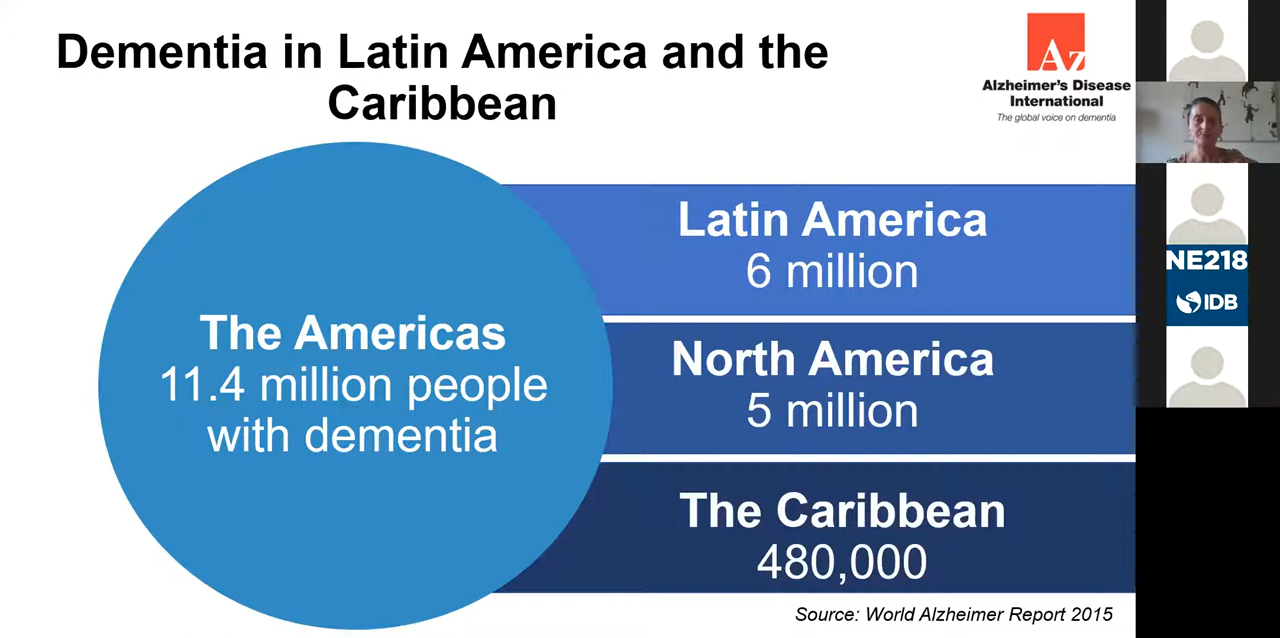 Dementia in Latin America and the
Caribbean
Az
Alzheimer's Disease
International
The global voice on dementia
The Americas
11.4 million people
with dementia
Latin America
6 million
North America
5 million
The Caribbean
480,000
Source: World Alzheimer Report 2015
NE218
IDB